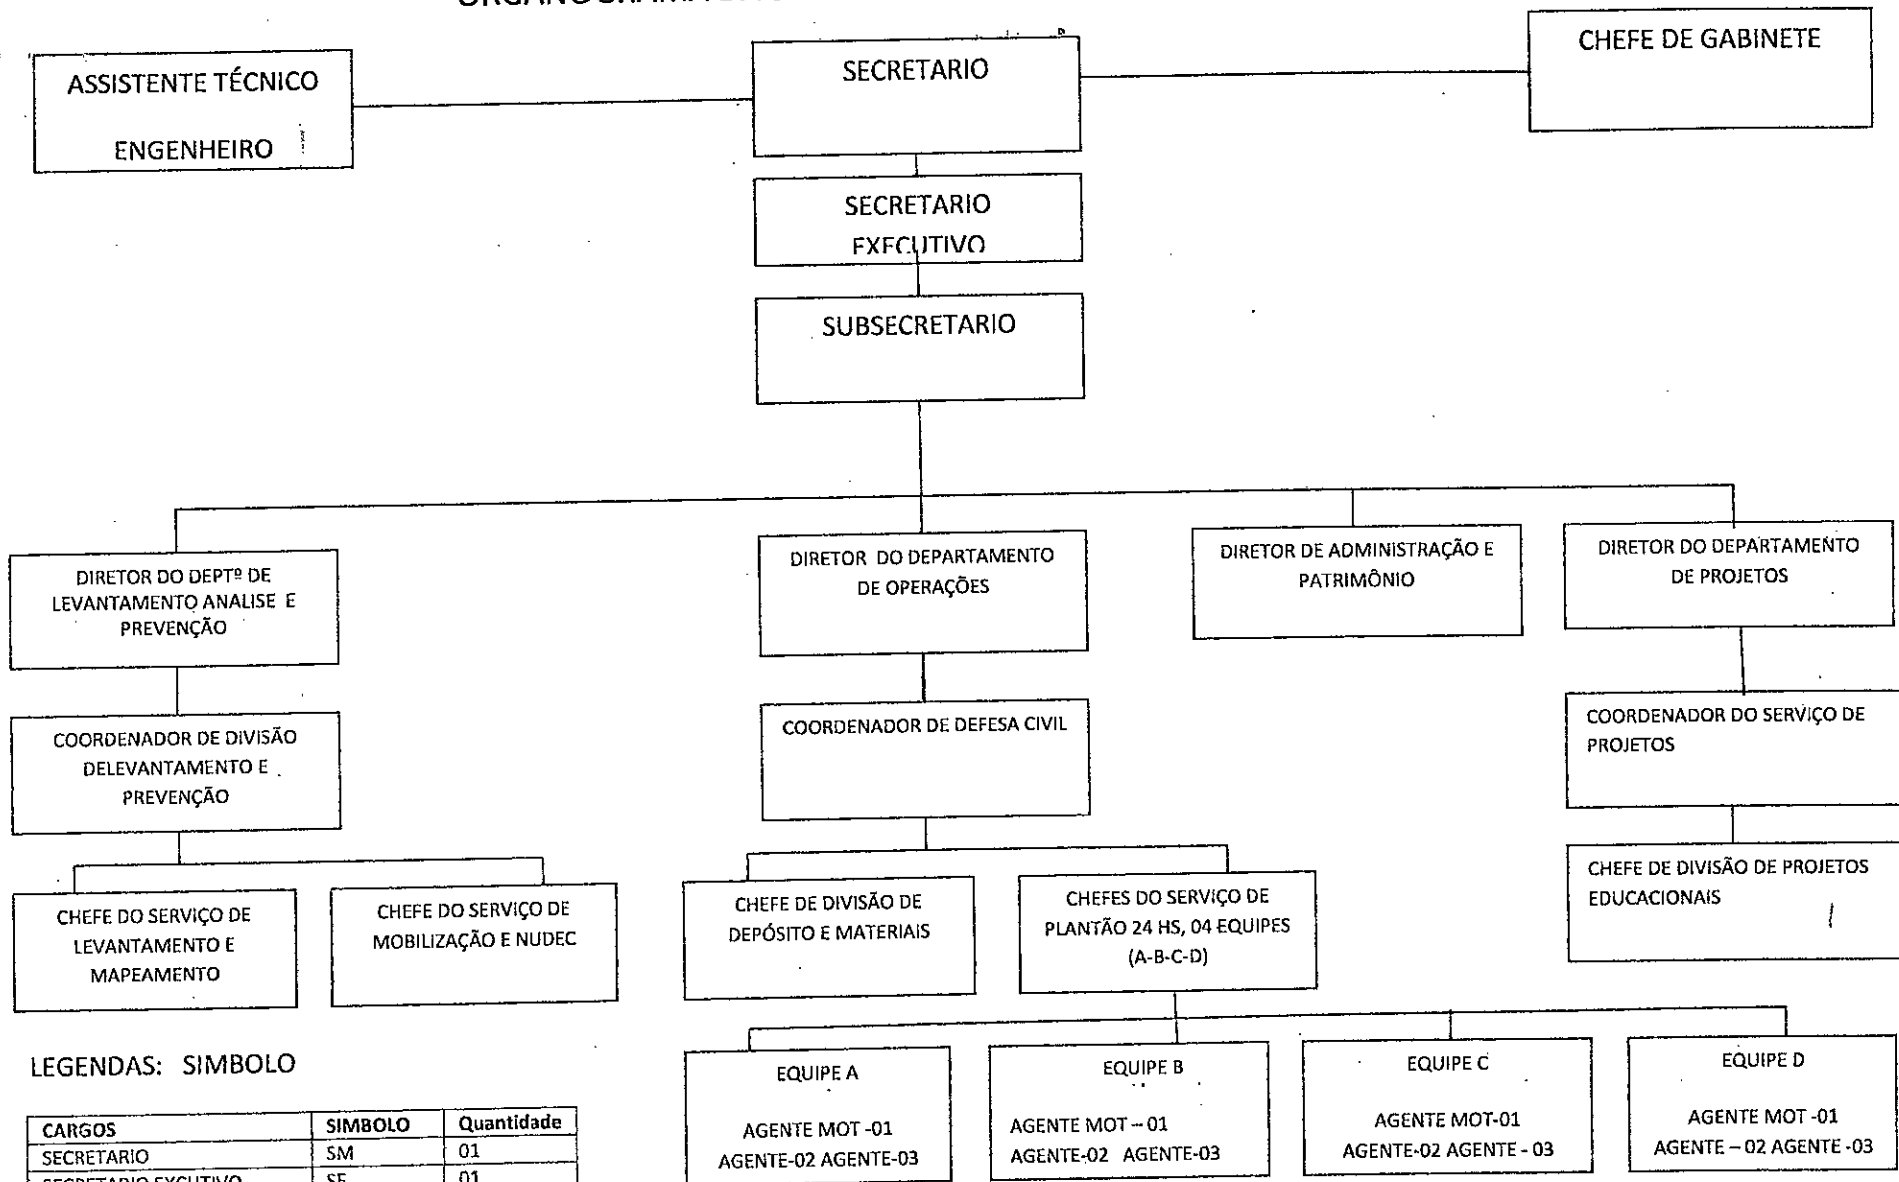 ASSISTENTE TÉCNICO
ENGENHEIRO
SECRETARIO
CHEFE DE GABINETE
SECRETARIO
EXECUTIVO
SUBSECRETARIO
DIRETOR DO DEPTº DE
LEVANTAMENTO ANALISE E
PREVENÇÃO
DIRETOR DO DEPARTAMENTO
DE OPERAÇÕES
DIRETOR DE ADMINISTRAÇÃO E
PATRIMÔNIO
DIRETOR DO DEPARTAMENTO
DE PROJETOS
COORDENADOR DE DIVISÃO
DELEVANTAMENTO E
PREVENÇÃO
COORDENADOR DE DEFESA CIVIL
COORDENADOR DO SERVIÇO DE
PROJETOS
CHEFE DO SERVIÇO DE
LEVANTAMENTO E
MAPEAMENTO
CHEFE DO SERVIÇO DE
MOBILIZAÇÃO E NUDEC
CHEFE DE DIVISÃO DE
DEPÓSITO E MATERIAIS
CHEFES DO SERVIÇO DE
PLANTÃO 24 HS, 04 EQUIPES
(A-B-C-D)
CHEFE DE DIVISÃO DE PROJETOS
EDUCACIONAIS
EQUIPE A
AGENTE MOT -01
AGENTE-02 AGENTE-03
EQUIPE B
AGENTE MOT – 01
AGENTE-02 AGENTE-03
EQUIPE C
AGENTE MOT-01
AGENTE-02 AGENTE - 03
EQUIPE D
AGENTE MOT -01
AGENTE – 02 AGENTE -03
LEGENDAS: SIMBOLO
CARGOS SIMBOLO Quantidade
SECRETARIO SM 01
SECRETARIO EXCUTIVO SE 01